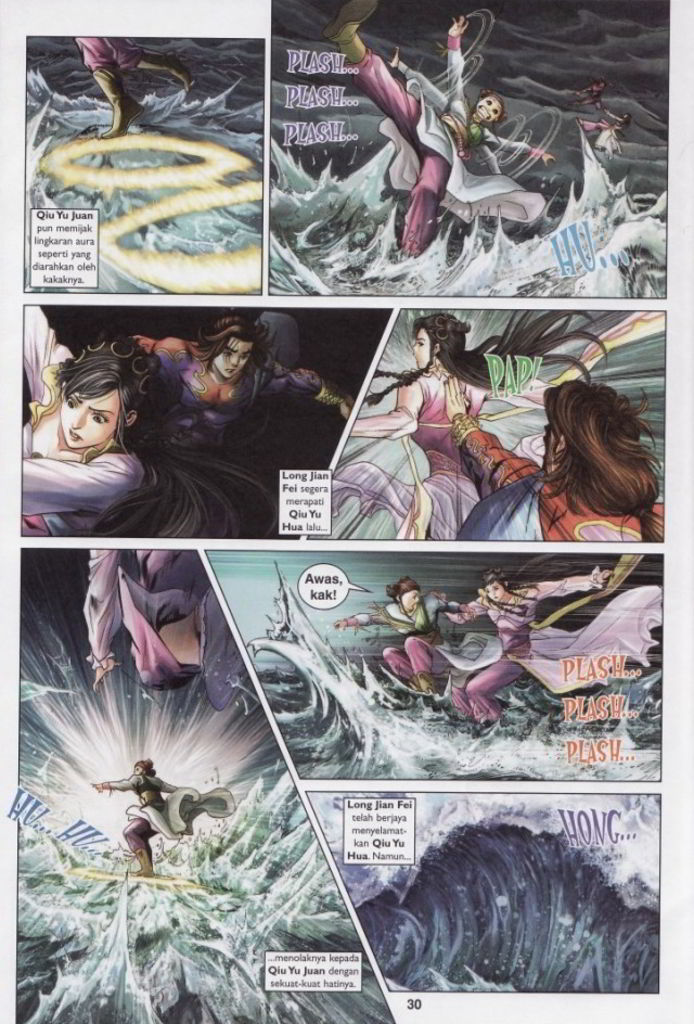 Qiu Yu Juan
pun memijak
lingkaran aura
seperti yang
diarahkan oleh
kakaknya.
PLASH...
PLASH...
PLASH...
HU...
Long Jian
Fei segera
merapati
Qiu Yu
Hua lalu...
PAP!
HU... HU...
...menolaknya kepada
Qiu Yu Juan dengan
sekuat-kuat hatinya.
Awas,
kak!
PLASH...
PLASH...
PLASH...
Long Jian Fei
telah berjaya
menyelamat-
kan Qiu Yu
Hua. Namun...
HONG...
30